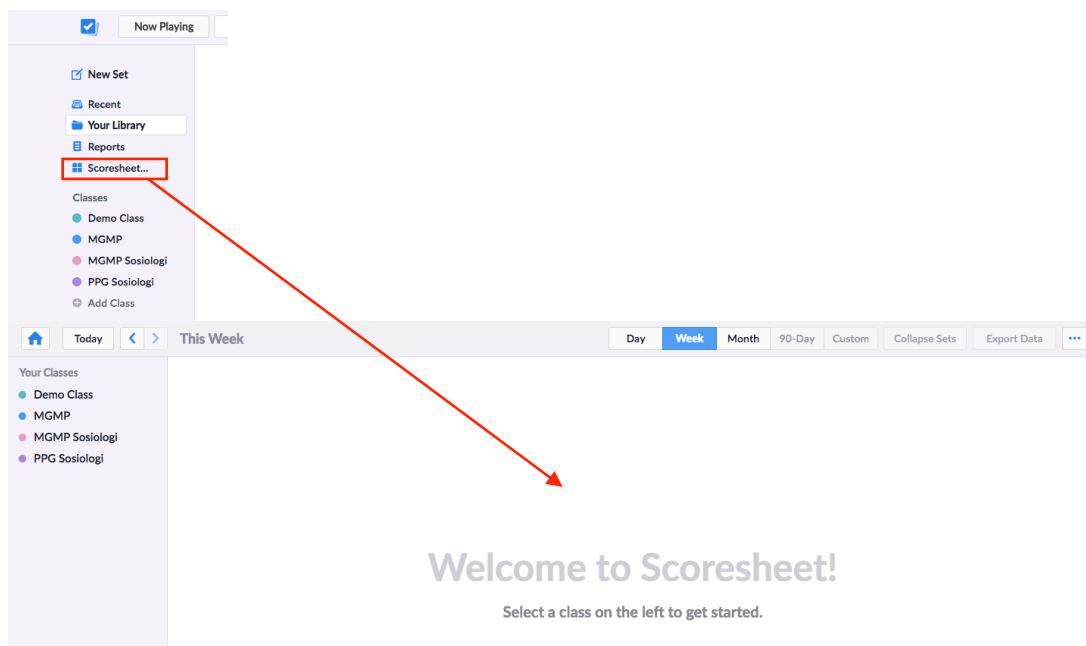 Now Playing
New Set
Recent
Your Library
Reports
Scoresheet...
Classes
Demo Class
MGMP
MGMP Sosiologi
PPG Sosiologi
Add Class
Today
This Week
Day Week Month 90-Day Custom Collapse Sets Export Data
Your Classes
Demo Class
MGMP
MGMP Sosiologi
PPG Sosiologi
Welcome to Scoresheet!
Select a class on the left to get started.